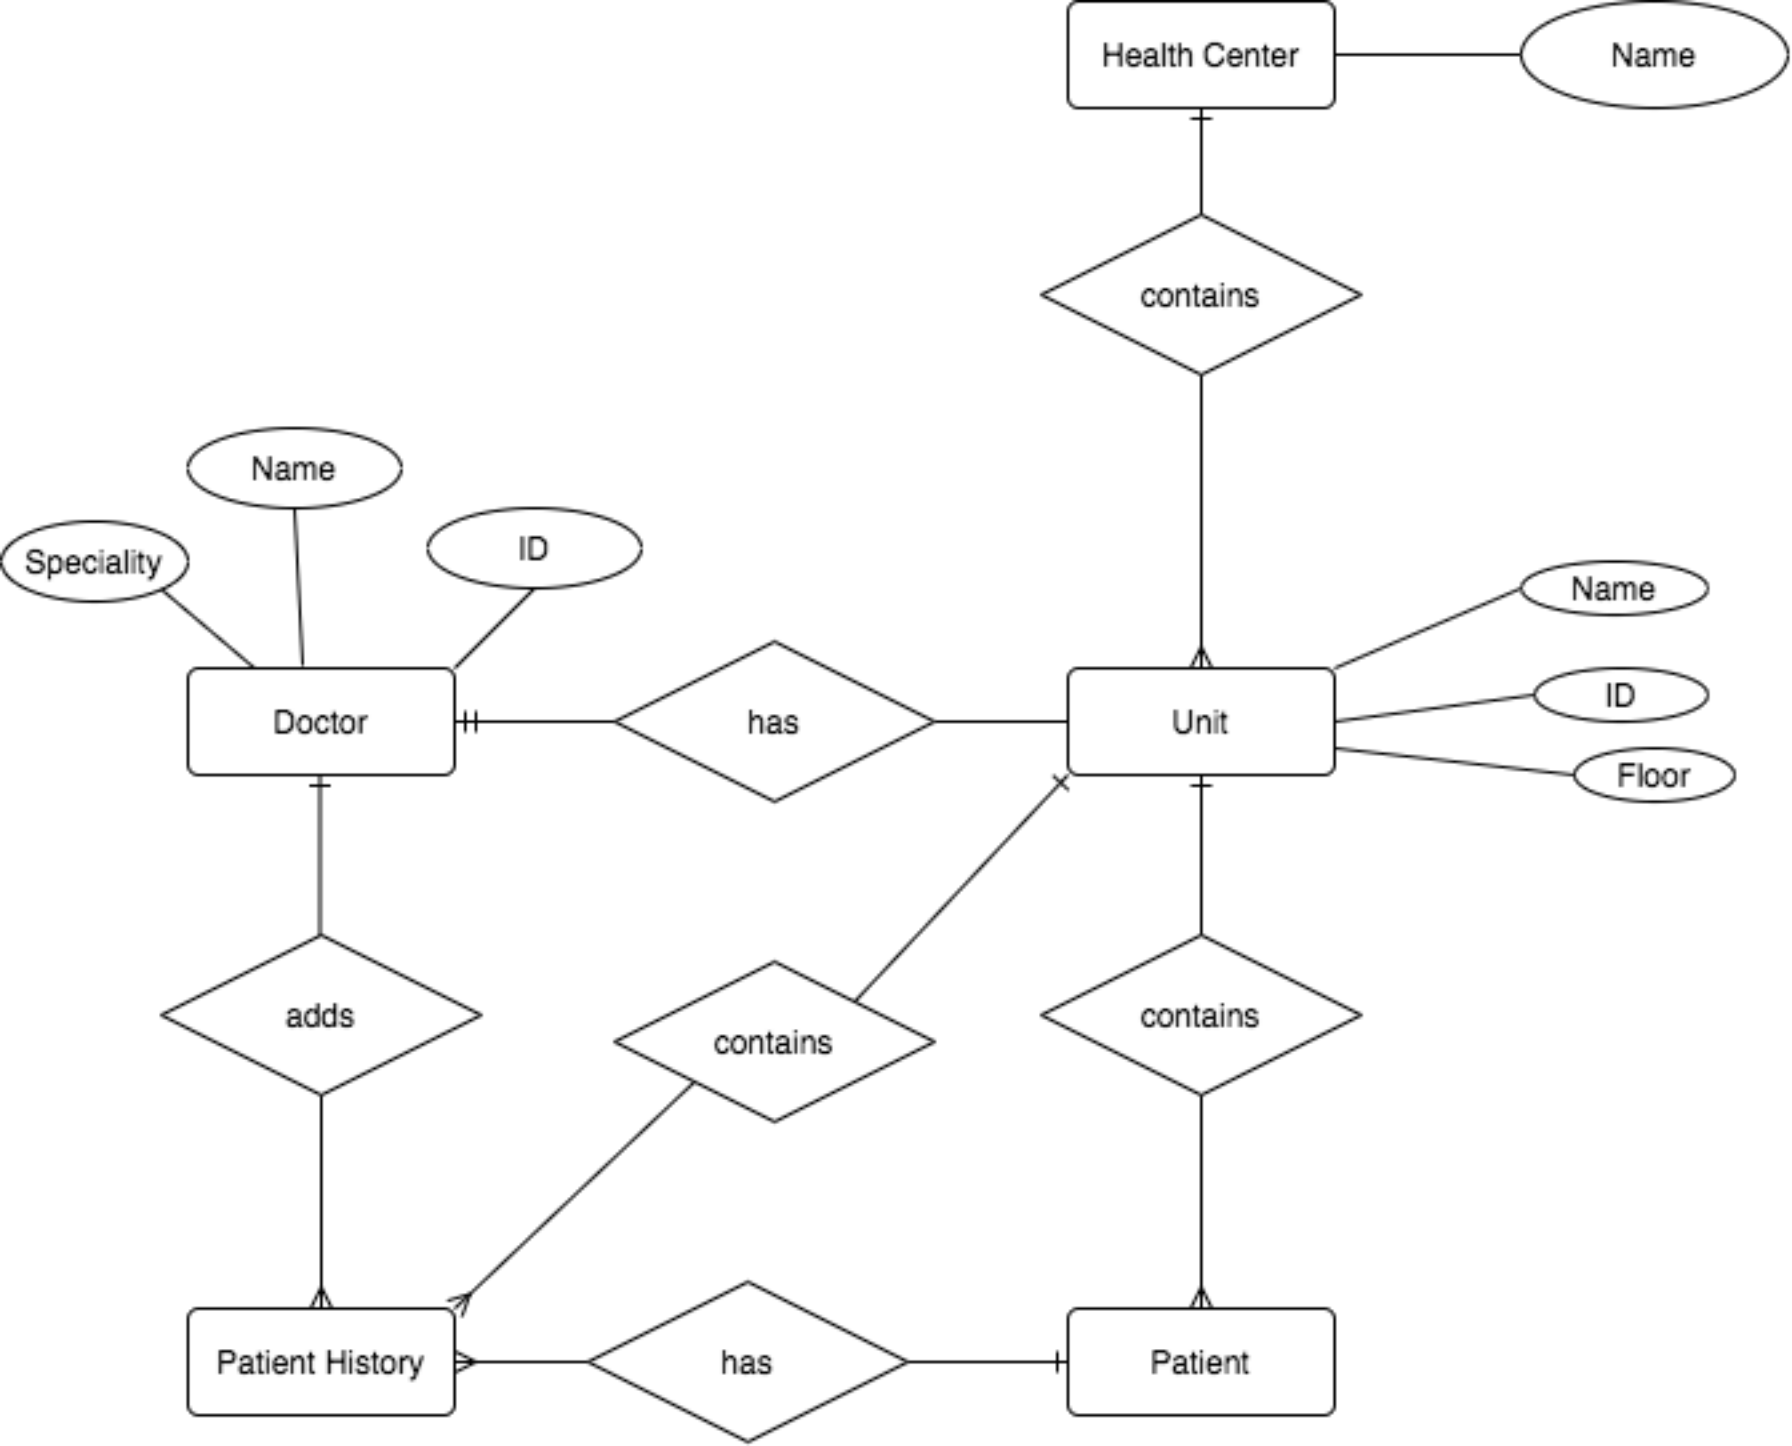 Health Center
Name
contains
Name
ID
Speciality
Name
Doctor
has
Unit
ID
Floor
adds
contains
contains
Patient History
has
Patient